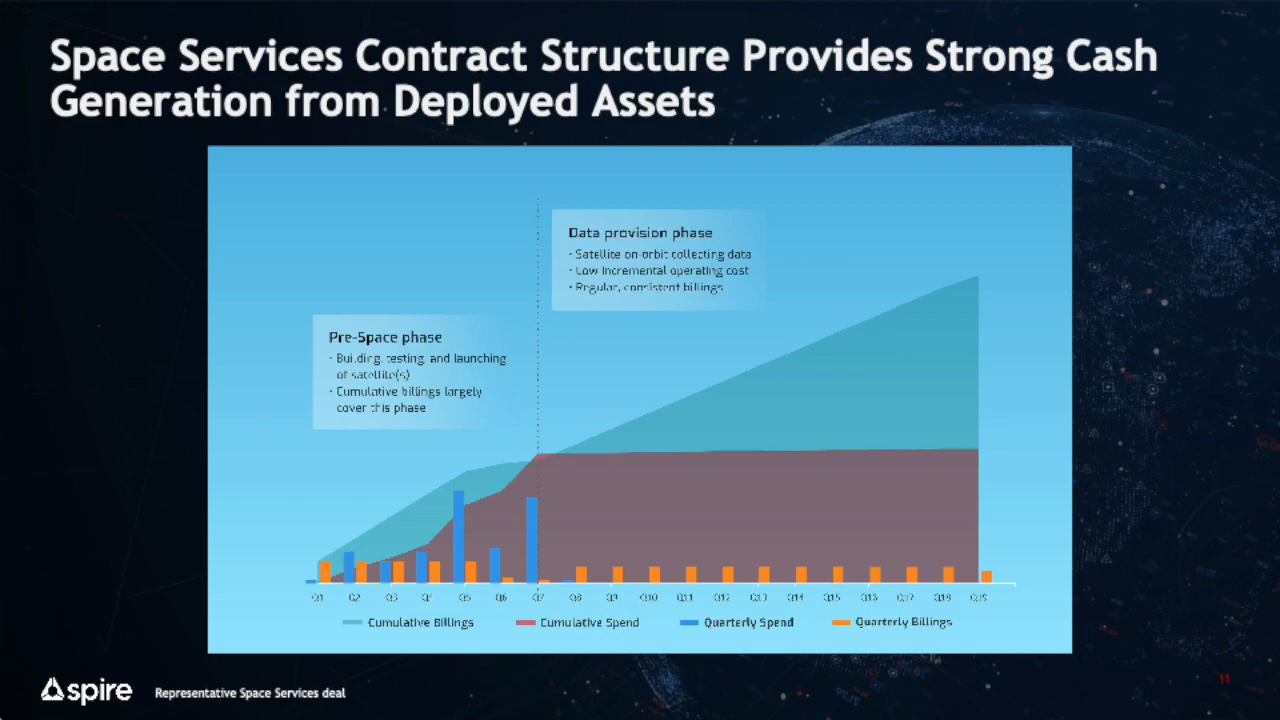 Space Services Contract Structure Provides Strong Cash
Generation from Deployed Assets
Data provision phase
- Satellite on-orbit collecting data
- Low incremental operating cost
- Regular, consistent billings
Pre-Space phase
- Building, testing, and launching
of satellite(s)
- Cumulative billings largely
cover this phase
Q1 Q2 Q3 Q4 Q5 Q6 Q7 Q8 Q9 Q10 Q11 Q12 Q13 Q14 Q15 Q16 Q17 Q18 Q19
Cumulative Billings Cumulative Spend Quarterly Spend Quarterly Billings
spire Representative Space Services deal
11